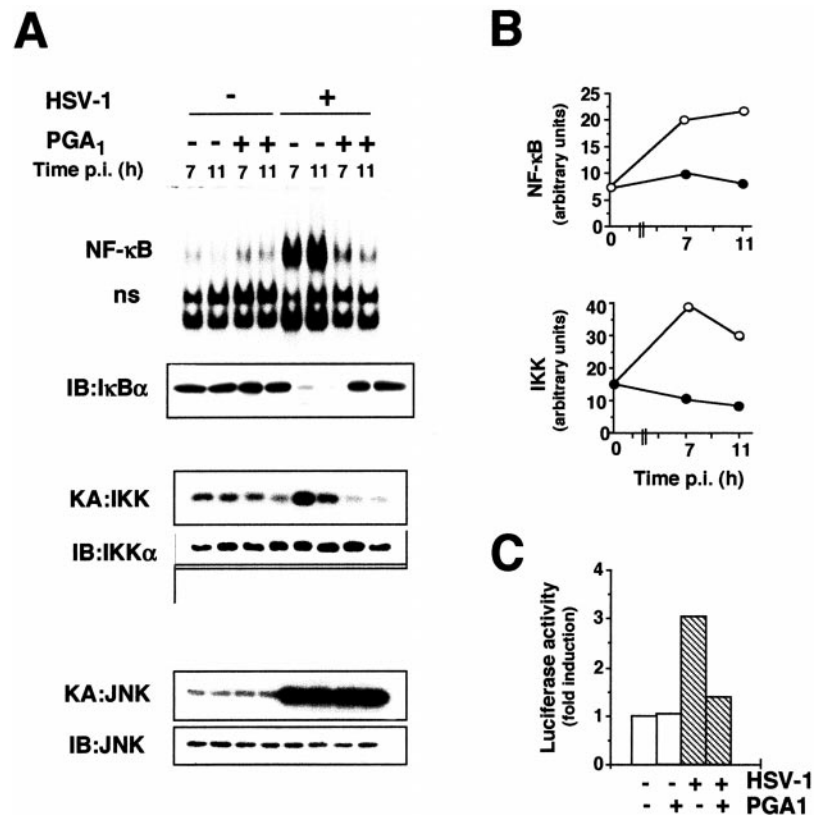 A
HSV-1 - +
PGA1 - - + + - - + +
Time p.i. (h) 7 11 7 11 7 11 7 11
NF-κB
ns
IB:IκBα
KA:IKK
IB:IKKα
KA:JNK
IB:JNK
B
NF-κB
(arbitrary units)
25
20
15
10
5
0
0 7 11
IKK
(arbitrary units)
40
30
20
10
0
0 7 11
Time p.i. (h)
C
Luciferase activity
(fold induction)
4
3
2
1
0
- - + + HSV-1
- + - + PGA1